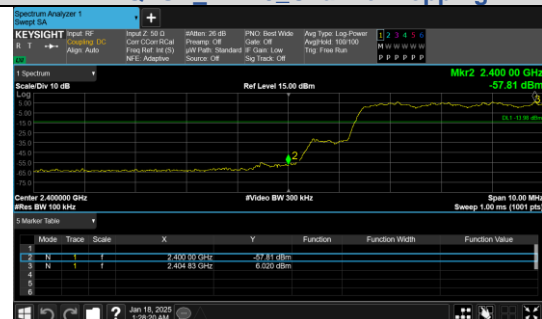 Spectrum Analyzer 1
Swept SA
+
KEYSIGHT Input: RF Input Z: 50 Ω #Atten: 26 dB PNO: Best Wide Avg Type: Log-Power 1 2 3 4 5 6
R T Coupling: DC Corr CCorr RCal Preamp: Off Gate: Off Avg|Hold: 100/100 M W W W W W
Align: Auto Freq Ref: Int (S) µW Path: Standard IF Gain: Low Trig: Free Run
NFE: Adaptive Source: Off Sig Track: Off P P P P P P
1 Spectrum Mkr2 2.400 00 GHz
Scale/Div 10 dB Ref Level 15.00 dBm -57.81 dBm
Log
5.00
-5.00
-15.0 DL1 -13.98 dBm
-25.0
-35.0
-45.0
-55.0
-65.0
-75.0
2
3
Center 2.400000 GHz #Video BW 300 kHz Span 10.00 MHz
#Res BW 100 kHz Sweep 1.00 ms (1001 pts)
5 Marker Table
Mode Trace Scale X Y Function Function Width Function Value
1
2 N 1 f 2.400 00 GHz -57.81 dBm
3 N 1 f 2.404 83 GHz 6.020 dBm
4
5
6
? Jan 18, 2025
1:28:20 AM